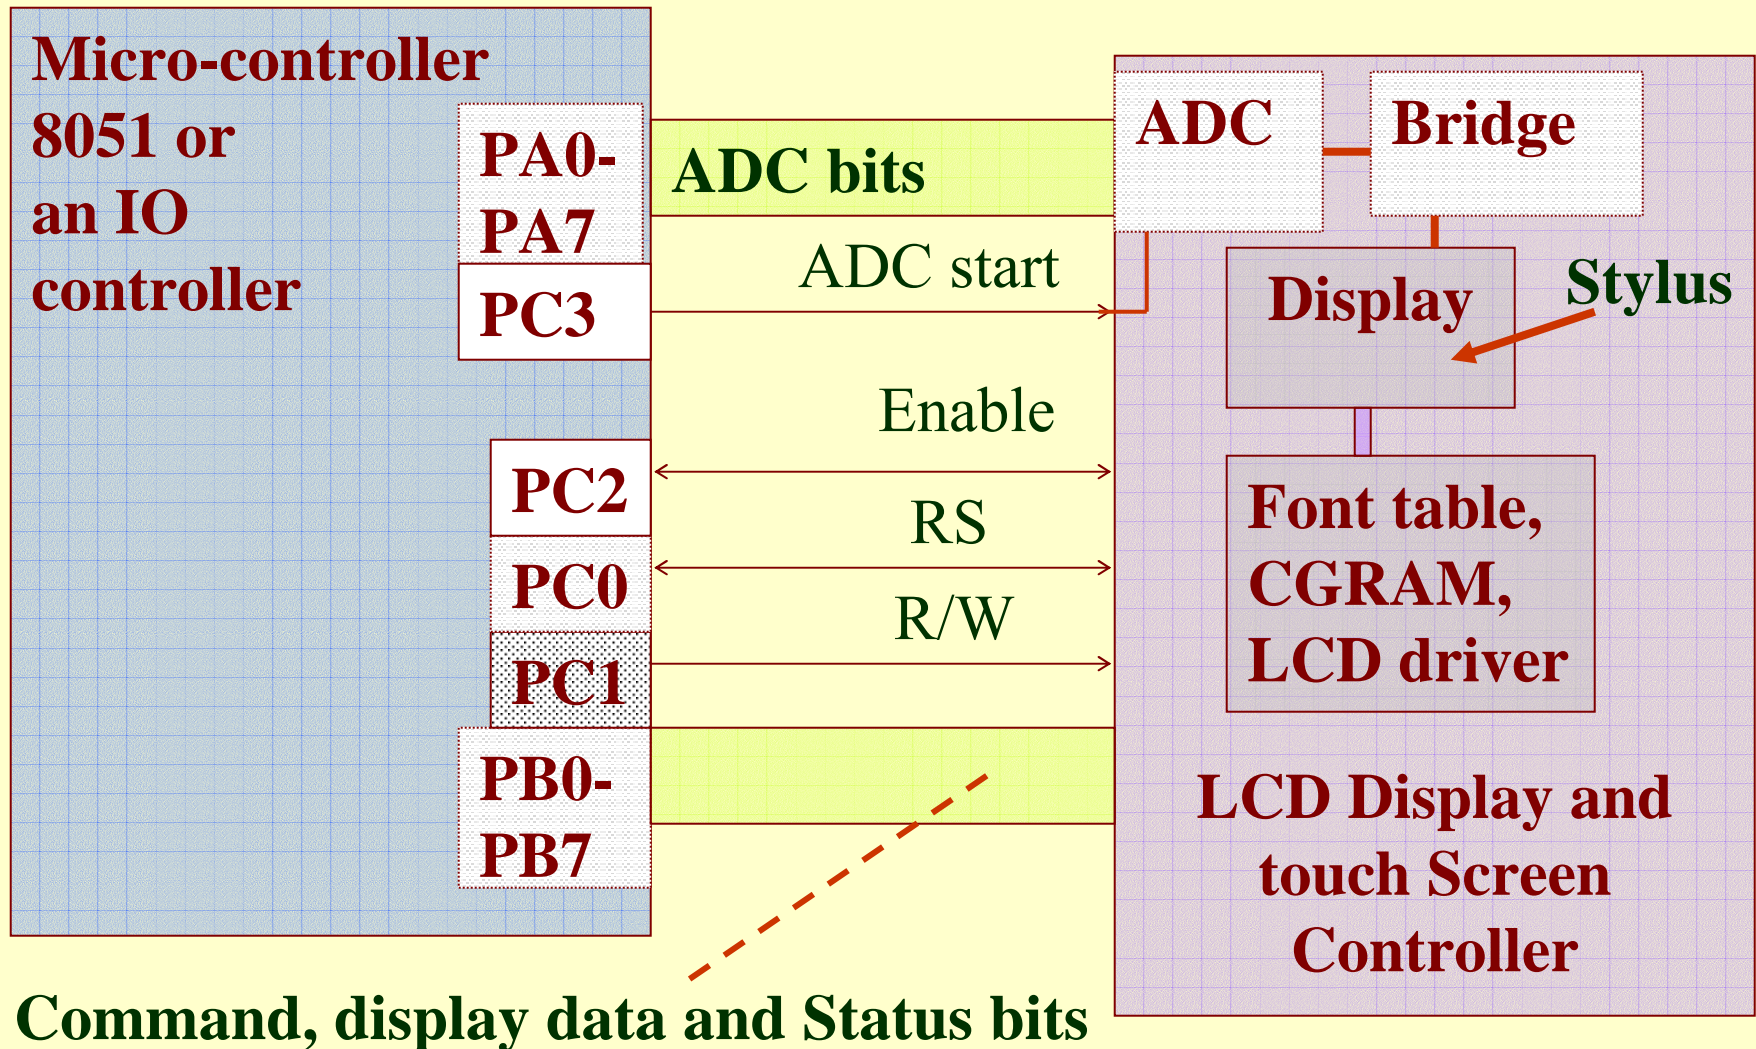 Micro-controller
8051 or
an IO
controller
PA0-
PA7
PC3
PC2
PC0
PC1
PB0-
PB7
ADC bits
ADC start
Enable
RS
R/W
ADC
Bridge
Display
Stylus
Font table,
CGRAM,
LCD driver
LCD Display and
touch Screen
Controller
Command, display data and Status bits